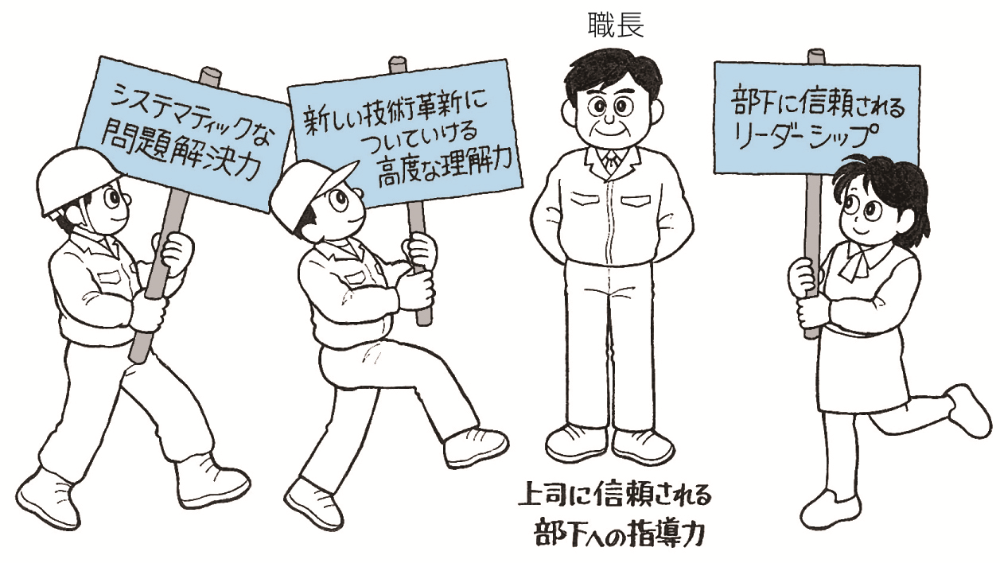 職長
システマティックな
問題解決力
新しい技術革新に
ついていける
高度な理解力
部下に信頼される
リーダーシップ
上司に信頼される
部下への指導力